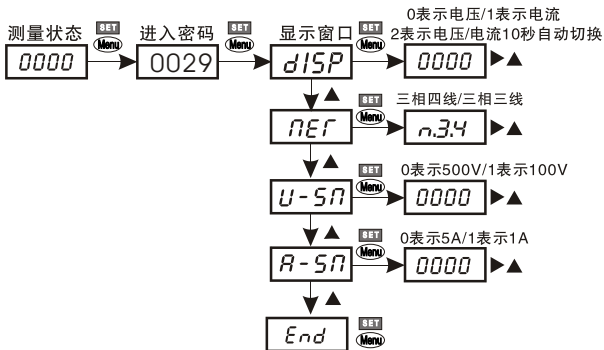 0表示电压/1表示电流
测量状态 SET 进入密码 SET 显示窗口 SET 2表示电压/电流10秒自动切换
0000 Menu 0029 Menu dISP Menu 0000
SET 三相四线/三相三线
NET Menu n.3.4
SET 0表示500V/1表示100V
U-SN Menu 0000
SET 0表示5A/1表示1A
A-SN Menu 0000
End SET Menu